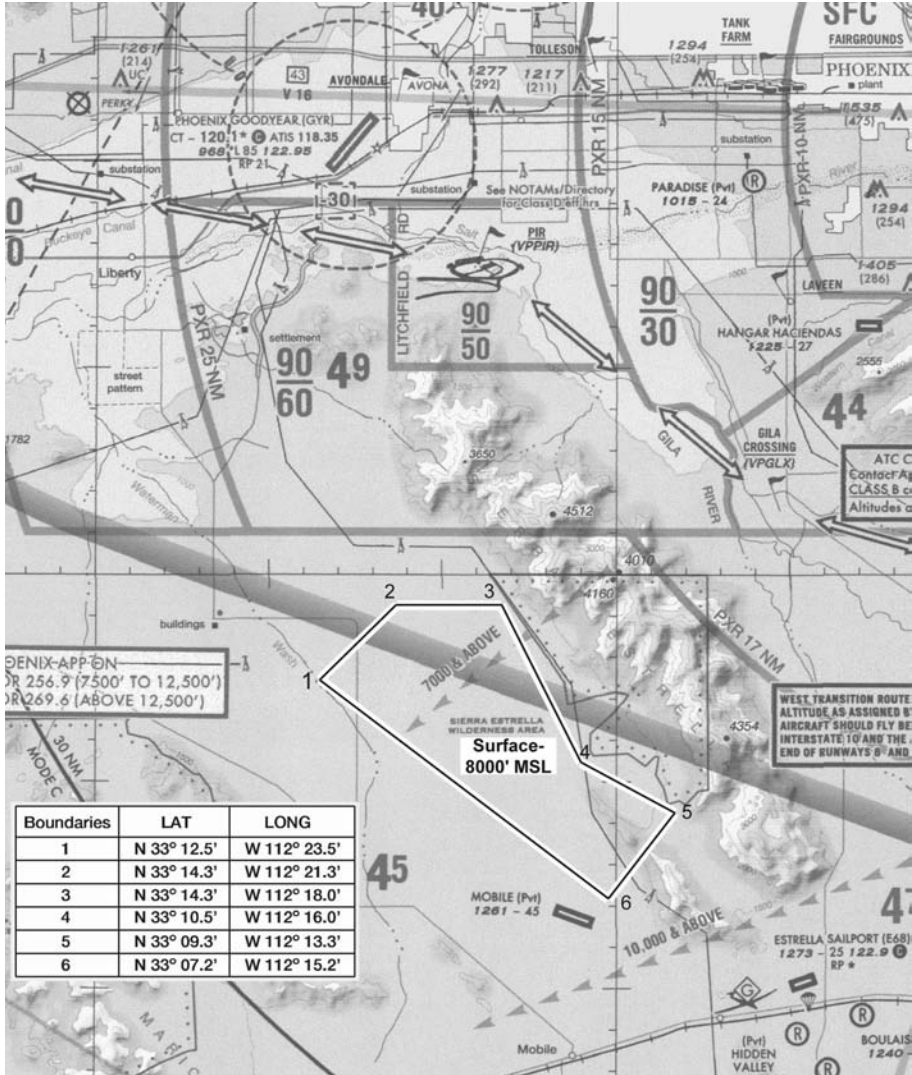 40
SFC
TANK
FARM
FAIRGROUNDS
1261
(214)
UC
PERKY
43
V 16
AVONDALE
AVONA
1277
(292)
TOLLESON
1217
(211)
1294
(254)
PHOENIX
plant
1535
(475)
PXR 15 NM
PXR 10 NM
PHOENIX GOODYEAR (GYR)
CT - 120.1* C ATIS 118.35
968 L 85 122.95
RP 21
substation
substation
substation
See NOTAMs/Directory
for Class D eff hrs
PARADISE (Pvt)
1015 - 24
R
River
1294
(254)
1405
(286)
LAVEEN
Buckeye Canal
Liberty
LITCHFIELD RD
Salt
PIR
(VPPIR)
(Pvt)
HANGAR HACIENDAS
1225 - 27
Canal
2555
PXR 25 NM
settlement
street
pattern
90
60
49
90
50
90
30
44
1782
3650
4512
4010
4160
4354
GILA
RIVER
GILA
CROSSING
(VPGLX)
ATC C
Contact Ap
CLASS B c
Altitudes a
Waterman
Wash
buildings
OENIX APP ON
OR 256.9 (7500' TO 12,500')
OR 269.6 (ABOVE 12,500')
30 NM
MODE C
PXR 17 NM
WEST TRANSITION ROUTE
ALTITUDE AS ASSIGNED B
AIRCRAFT SHOULD FLY BE
INTERSTATE 10 AND THE
END OF RUNWAYS 8 AND
1
2
3
4
5
6
7000 & ABOVE
SIERRA ESTRELLA
WILDERNESS AREA
Surface-
8000' MSL
Boundaries LAT LONG
1 N 33° 12.5' W 112° 23.5'
2 N 33° 14.3' W 112° 21.3'
3 N 33° 14.3' W 112° 18.0'
4 N 33° 10.5' W 112° 16.0'
5 N 33° 09.3' W 112° 13.3'
6 N 33° 07.2' W 112° 15.2'
45
MOBILE (Pvt)
1261 - 45
10,000 & ABOVE
47
ESTRELLA SAILPORT (E68)
1273 - 25 122.9 C
RP *
G
Mobile
(Pvt)
HIDDEN
VALLEY
R
R
R
BOULAIS
1240 -
MARIC